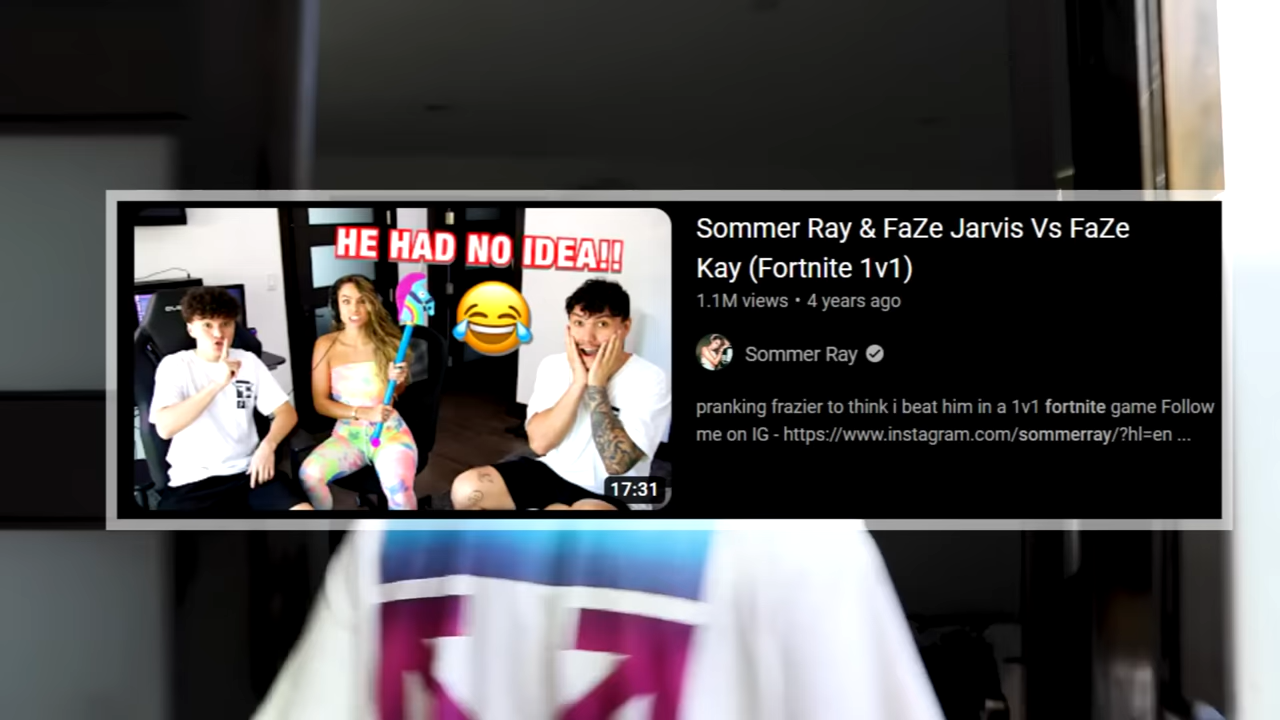 HE HAD NO IDEA!!
17:31
Sommer Ray & FaZe Jarvis Vs FaZe
Kay (Fortnite 1v1)
1.1M views • 4 years ago
Sommer Ray
pranking frazier to think i beat him in a 1v1 fortnite game Follow
me on IG - https://www.instagram.com/sommerray/?hl=en ...